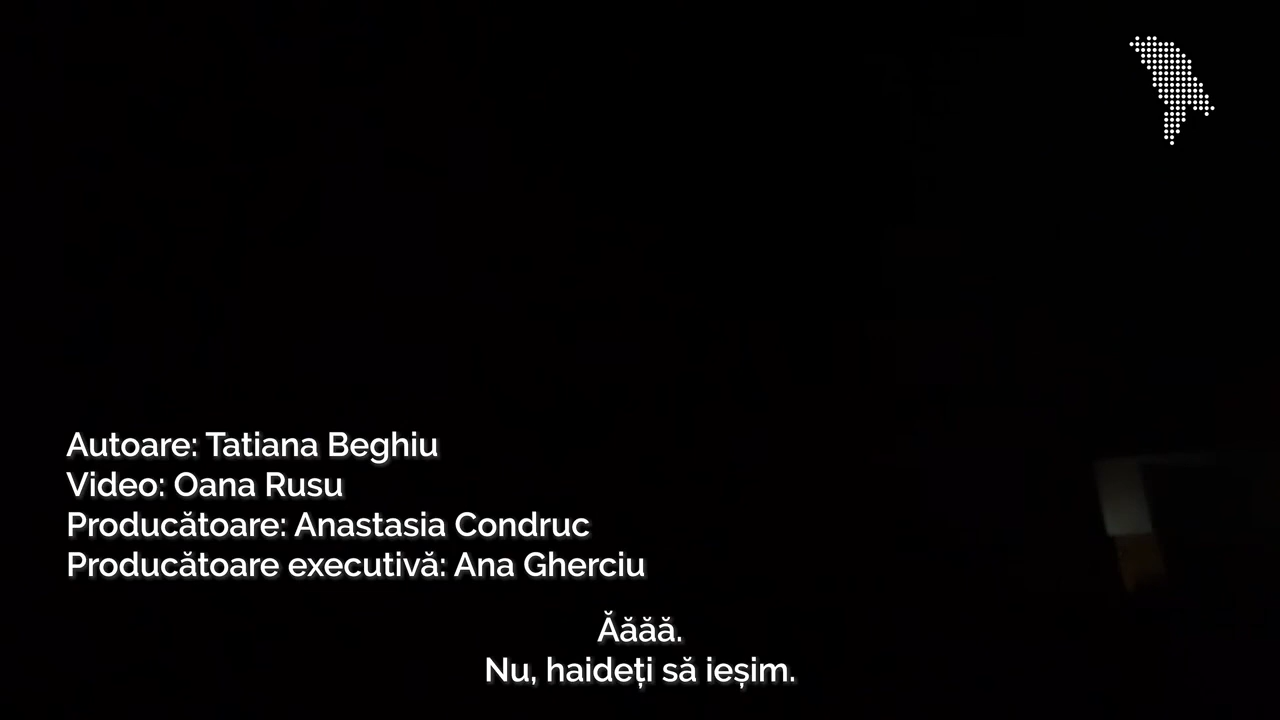 Autoare: Tatiana Beghiu
Video: Oana Rusu
Producătoare: Anastasia Condruc
Producătoare executivă: Ana Gherciu
Ăăăă.
Nu, haideți să ieșim.